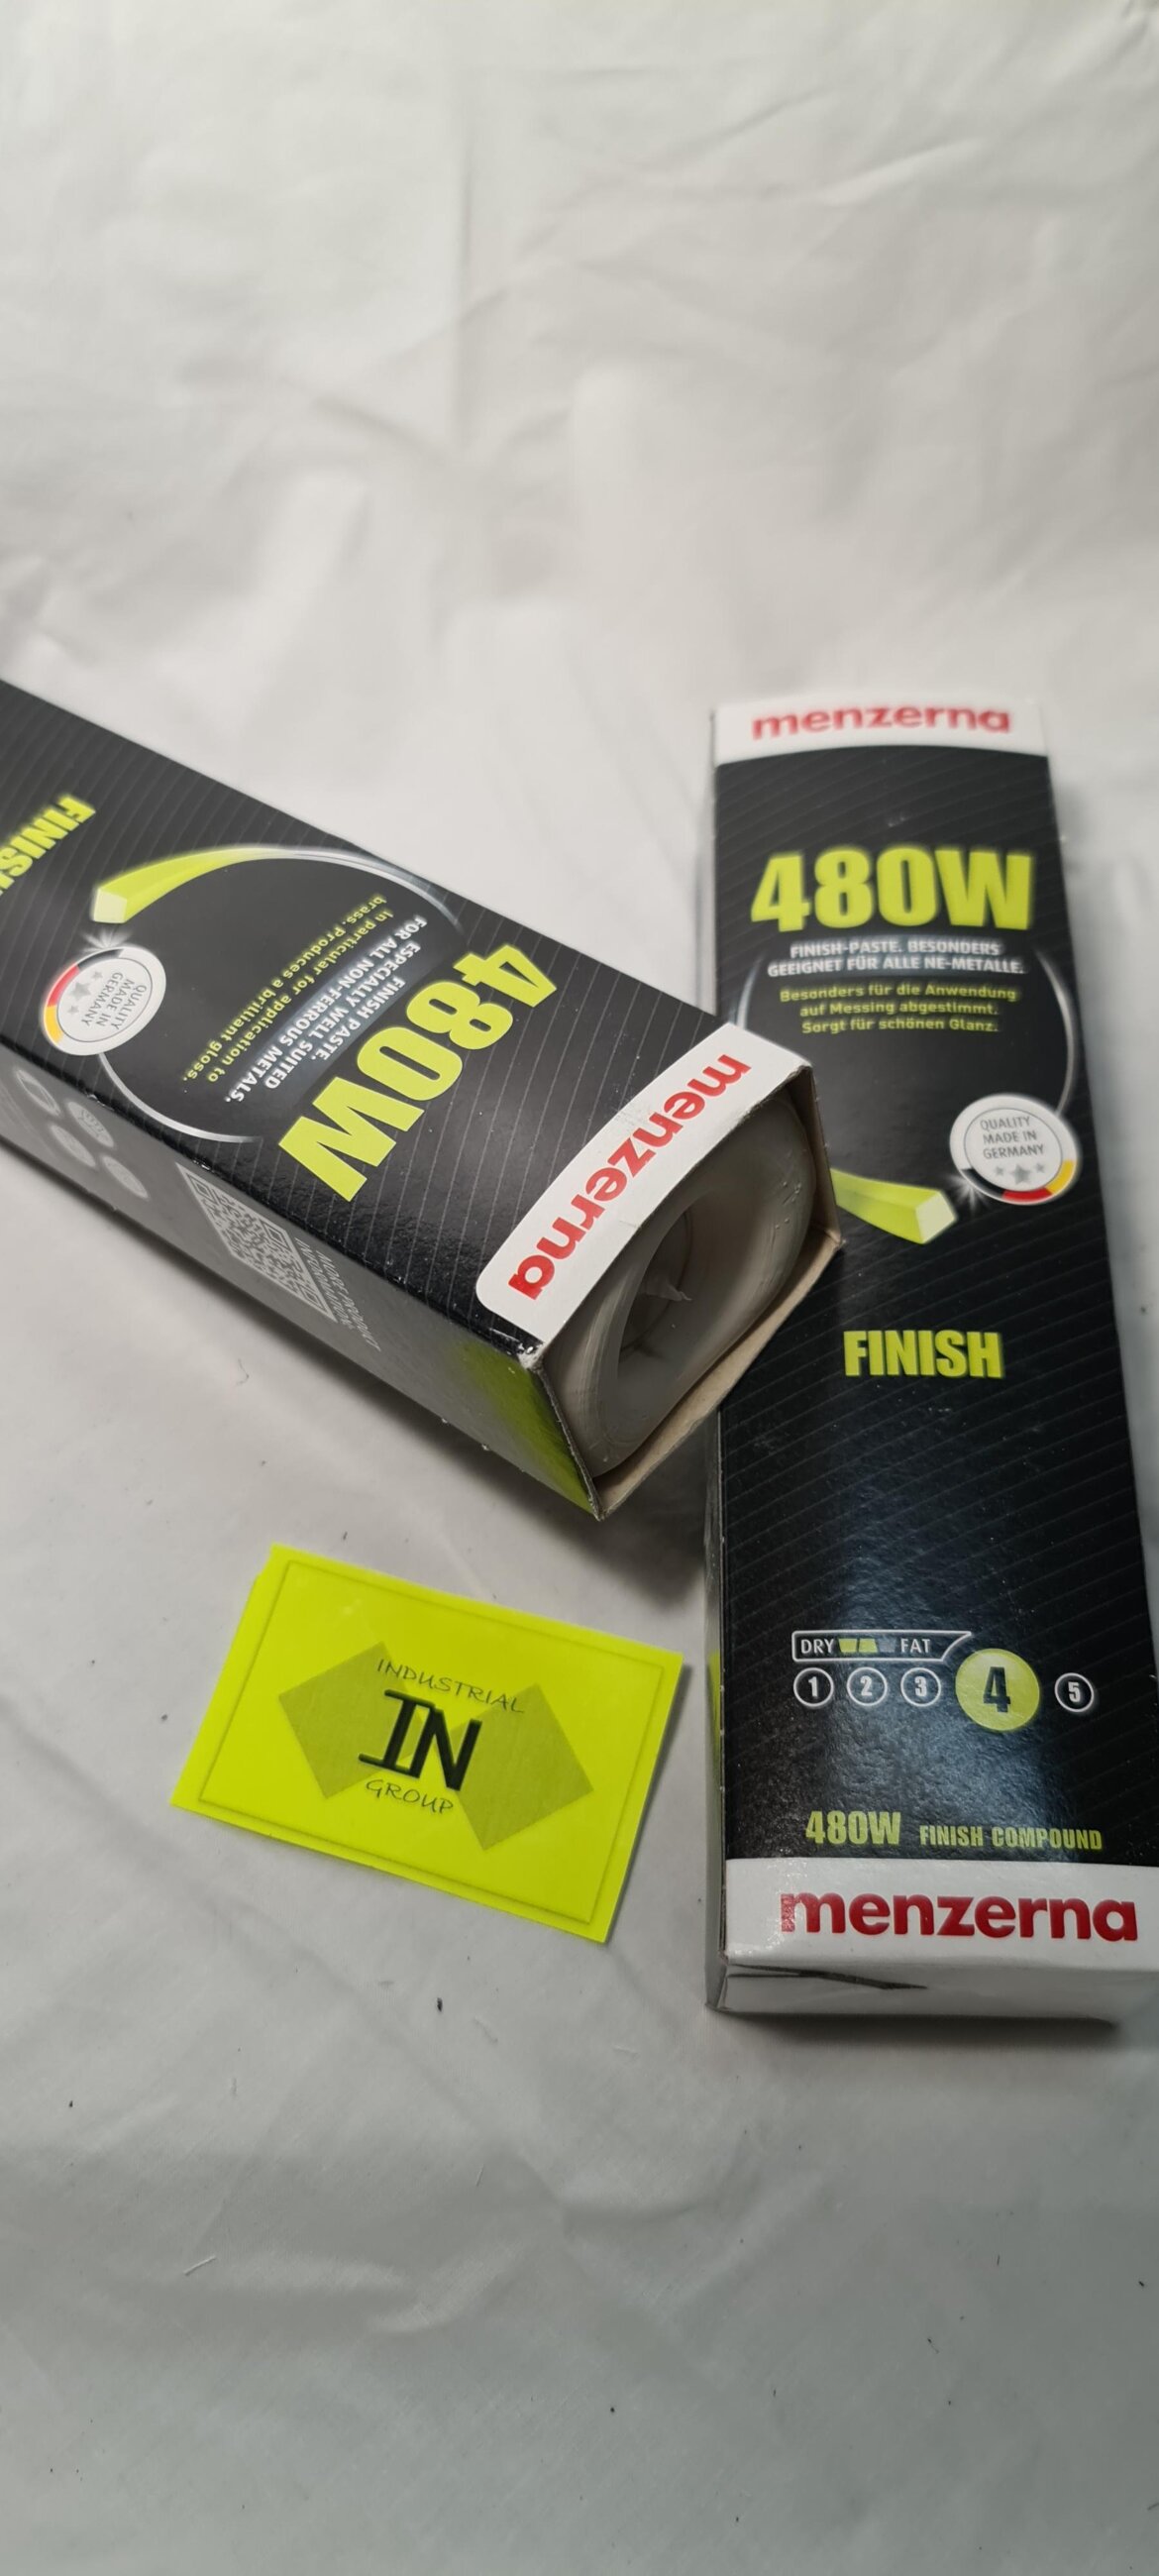 menzerna
480W
FINISH-PASTE. BESONDERS
GEEIGNET FÜR ALLE NE-METALLE.
Besonders für die Anwendung
auf Messing abgestimmt.
Sorgt für schönen Glanz.
QUALITY
MADE IN
GERMANY
FINISH
DRY FAT
1 2 3 4 5
480W FINISH COMPOUND
menzerna
menzerna
480W
FINISH PASTE.
ESPECIALLY WELL SUITED
FOR ALL NON-FERROUS METALS.
In particular for application to
brass. Produces a brilliant gloss.
QUALITY
MADE IN
GERMANY
FINISH
MORE PRODUCT
INFORMATION
INDUSTRIAL
IN
GROUP